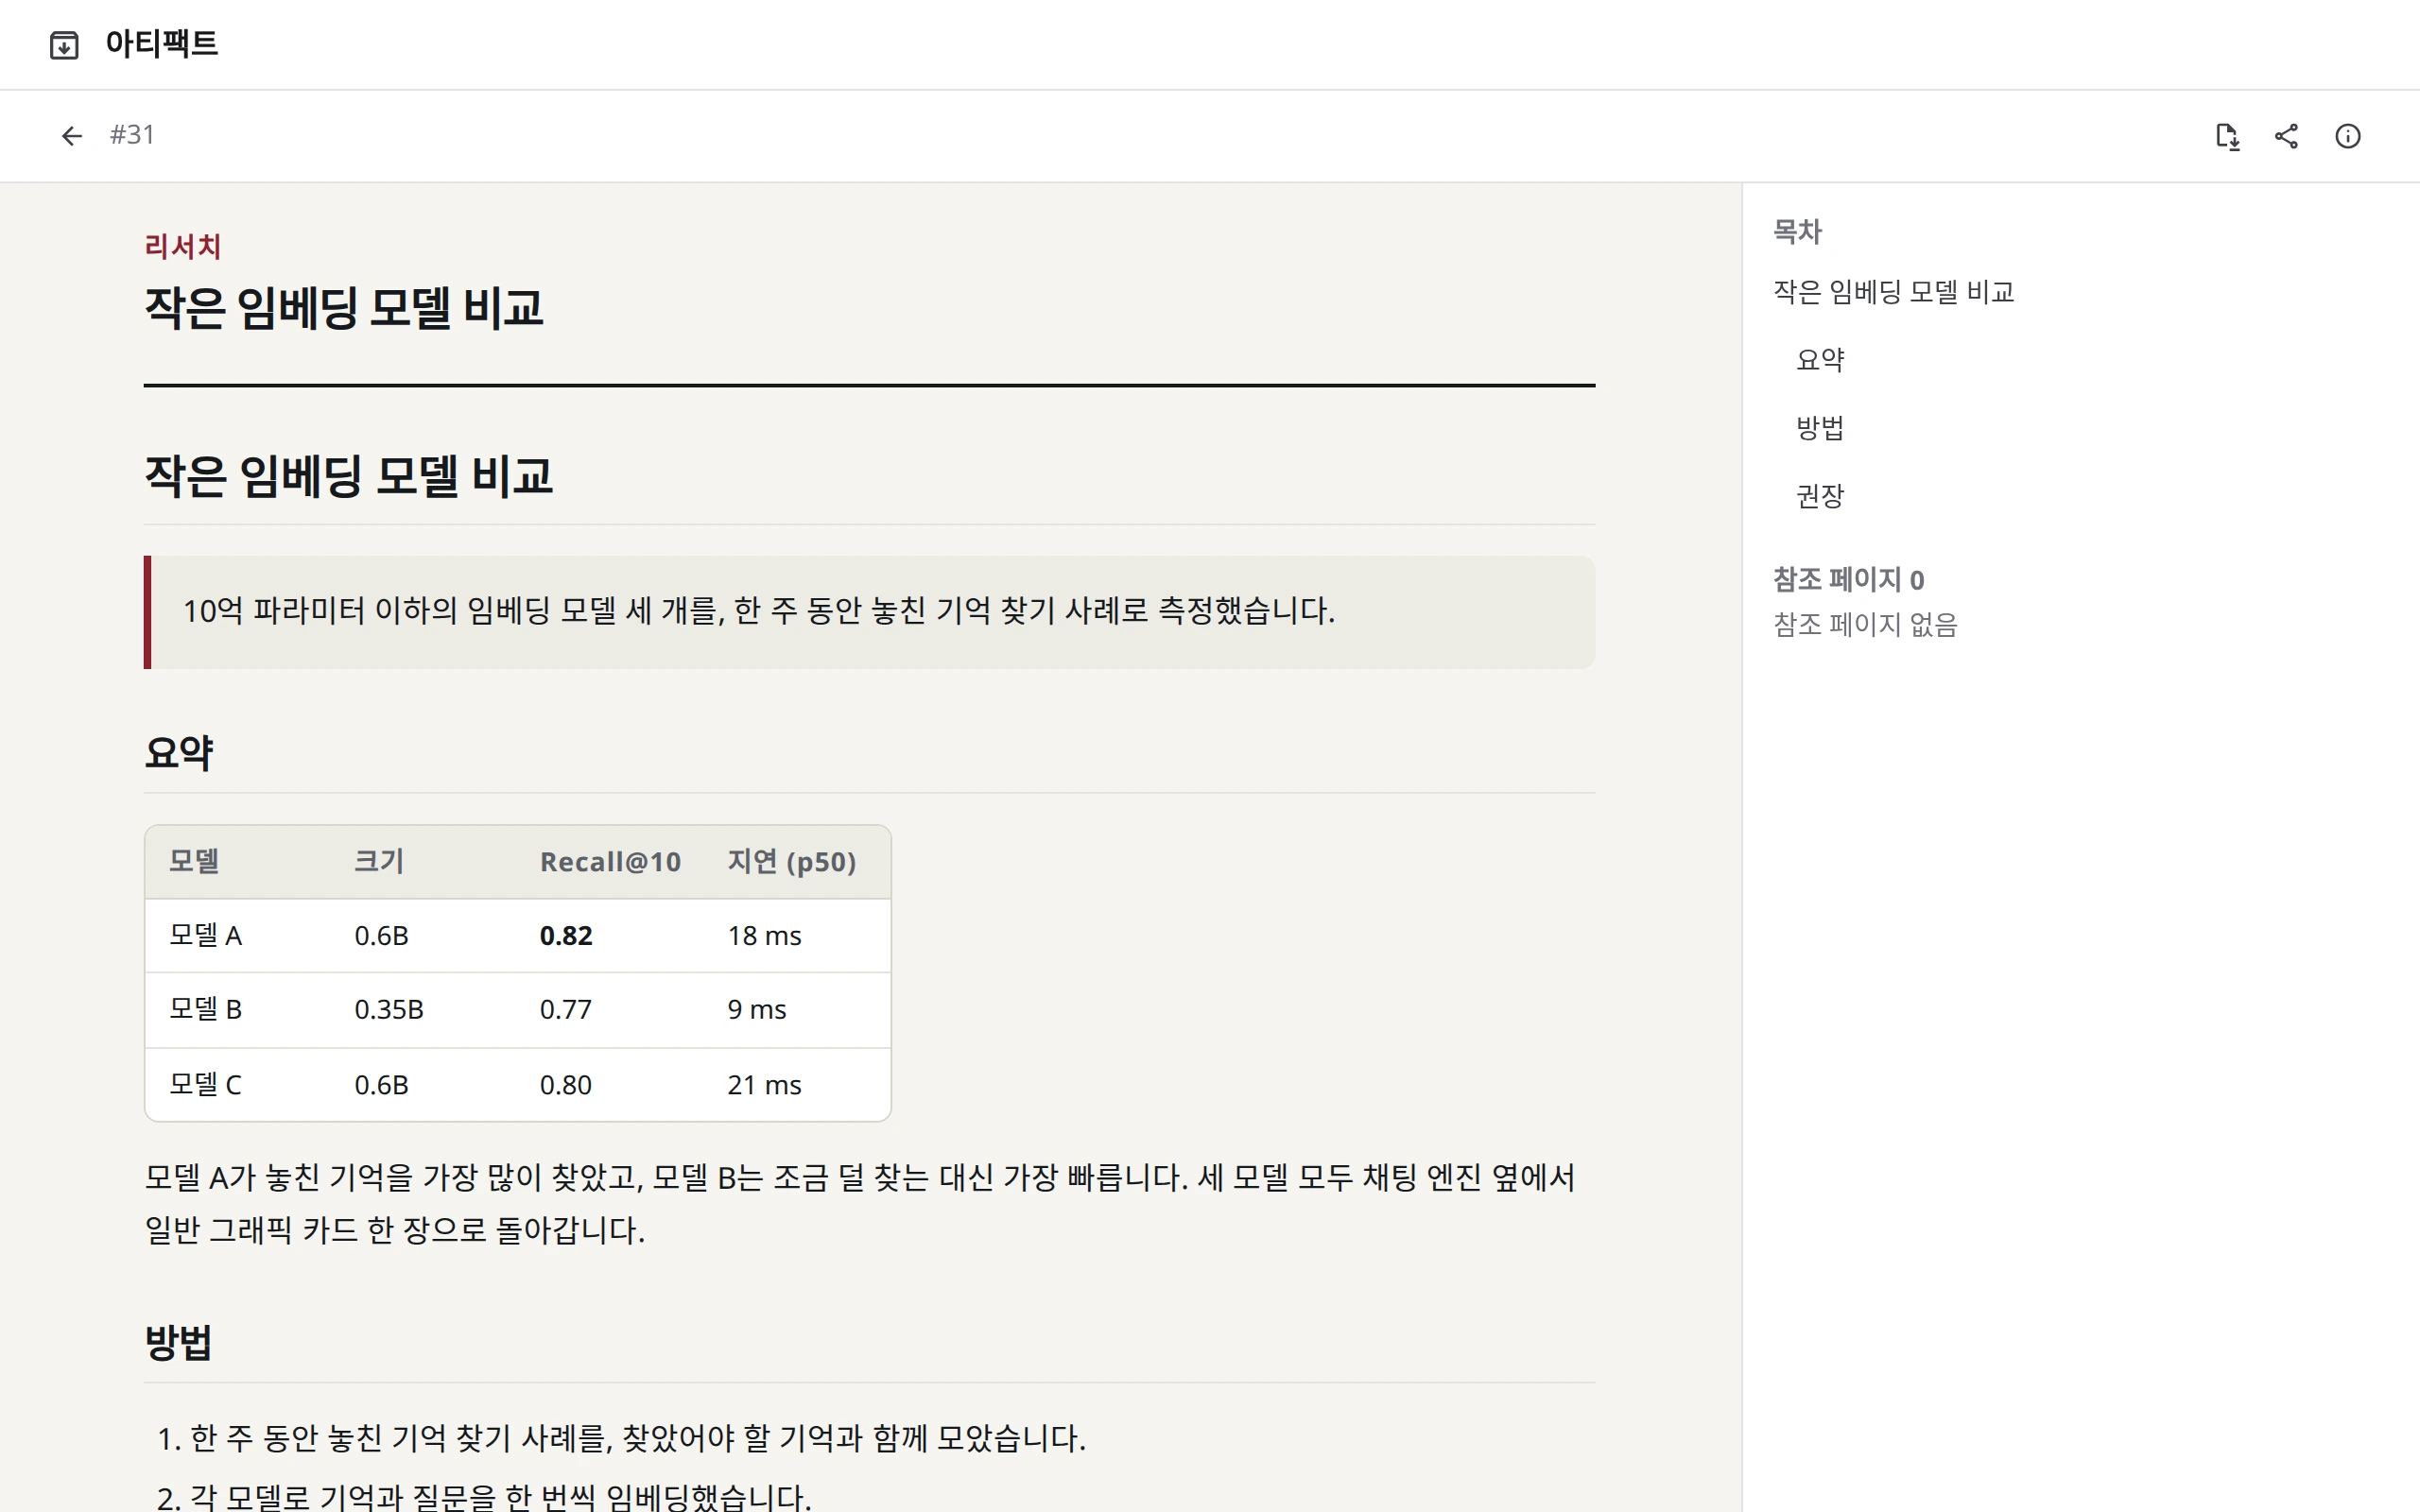 아티팩트
#31
리서치
작은 임베딩 모델 비교
작은 임베딩 모델 비교
10억 파라미터 이하의 임베딩 모델 세 개를, 한 주 동안 놓친 기억 찾기 사례로 측정했습니다.
요약
모델 크기 Recall@10 지연 (p50)
모델 A 0.6B 0.82 18 ms
모델 B 0.35B 0.77 9 ms
모델 C 0.6B 0.80 21 ms
모델 A가 놓친 기억을 가장 많이 찾았고, 모델 B는 조금 덜 찾는 대신 가장 빠릅니다. 세 모델 모두 채팅 엔진 옆에서
일반 그래픽 카드 한 장으로 돌아갑니다.
방법
1. 한 주 동안 놓친 기억 찾기 사례를, 찾았어야 할 기억과 함께 모았습니다.
2. 각 모델로 기억과 질문을 한 번씩 임베딩했습니다.
목차
작은 임베딩 모델 비교
요약
방법
권장
참조 페이지 0
참조 페이지 없음